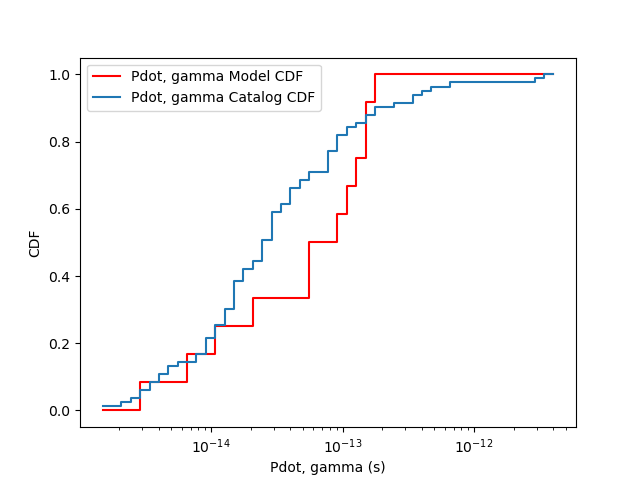 Pdot, gamma Model CDF
Pdot, gamma Catalog CDF
1.0
0.8
0.6
0.4
0.2
0.0
CDF
10⁻¹⁴ 10⁻¹³ 10⁻¹²
Pdot, gamma (s)